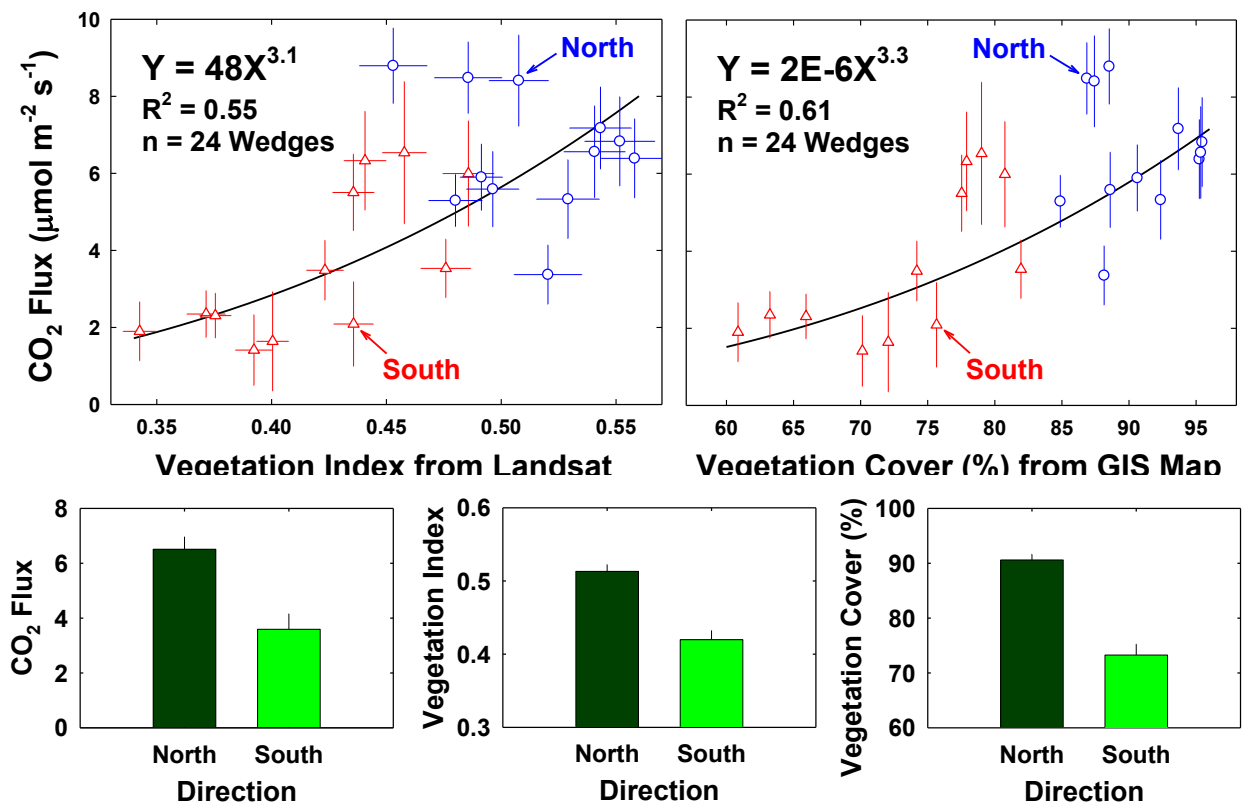 CO₂ Flux (μmol m⁻² s⁻¹)
10
8
6
4
2
0
Y = 48X³·¹
R² = 0.55
n = 24 Wedges
North
South
0.35 0.40 0.45 0.50 0.55
Vegetation Index from Landsat
Y = 2E-6X³·³
R² = 0.61
n = 24 Wedges
North
South
60 65 70 75 80 85 90 95
Vegetation Cover (%) from GIS Map
CO₂ Flux
8
6
4
2
0
North South
Direction
Vegetation Index
0.6
0.5
0.4
0.3
North South
Direction
Vegetation Cover (%)
100
90
80
70
60
North South
Direction